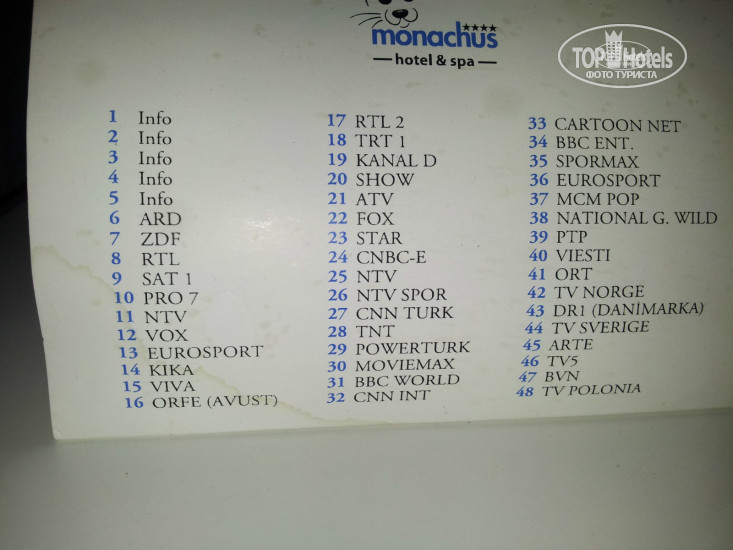 monachus
★★★★
hotel & spa
TOP Hotels
ФОТО ТУРИСТА
1 Info
2 Info
3 Info
4 Info
5 Info
6 ARD
7 ZDF
8 RTL
9 SAT 1
10 PRO 7
11 NTV
12 VOX
13 EUROSPORT
14 KIKA
15 VIVA
16 ORFE (AVUST)
17 RTL 2
18 TRT 1
19 KANAL D
20 SHOW
21 ATV
22 FOX
23 STAR
24 CNBC-E
25 NTV
26 NTV SPOR
27 CNN TURK
28 TNT
29 POWERTURK
30 MOVIEMAX
31 BBC WORLD
32 CNN INT
33 CARTOON NET
34 BBC ENT.
35 SPORMAX
36 EUROSPORT
37 MCM POP
38 NATIONAL G. WILD
39 PTP
40 VIESTI
41 ORT
42 TV NORGE
43 DR1 (DANİMARKA)
44 TV SVERIGE
45 ARTE
46 TV5
47 BVN
48 TV POLONIA